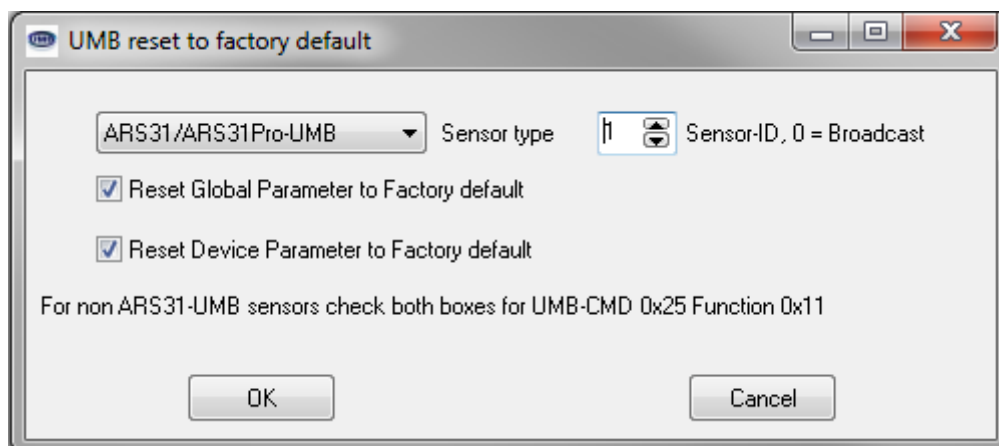 UMB reset to factory default
ARS31/ARS31Pro-UMB Sensor type 1 Sensor-ID, 0 = Broadcast
Reset Global Parameter to Factory default
Reset Device Parameter to Factory default
For non ARS31-UMB sensors check both boxes for UMB-CMD 0x25 Function 0x11
OK Cancel